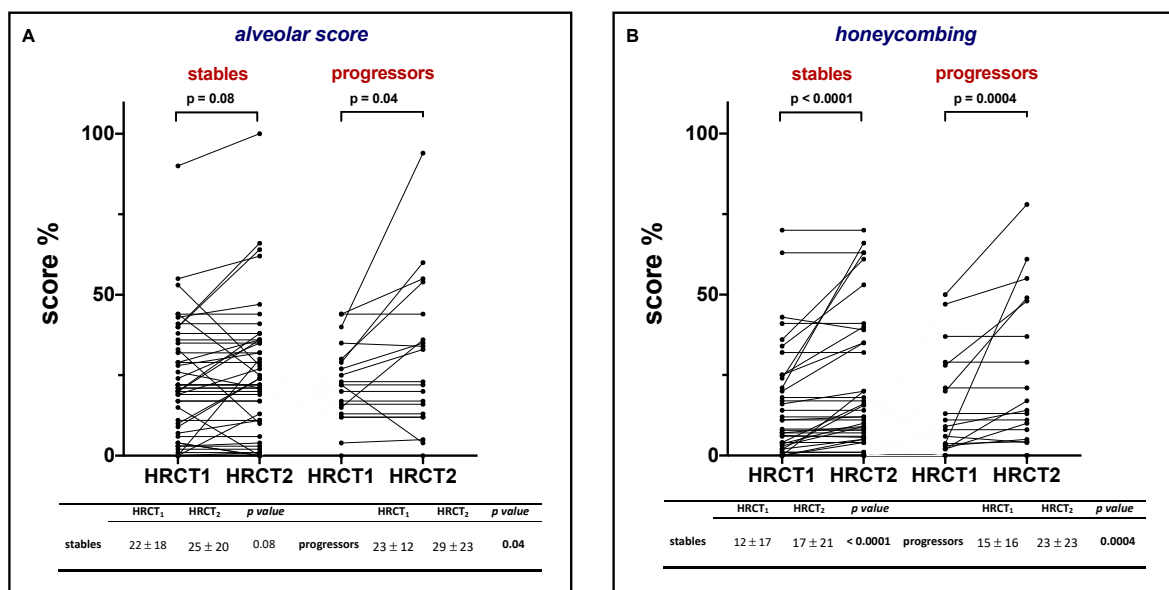 A
alveolar score
stables progressors
p = 0.08 p = 0.04
100
score %
50
0
HRCT1 HRCT2 HRCT1 HRCT2
HRCT₁ HRCT₂ p value HRCT₁ HRCT₂ p value
stables 22 ± 18 25 ± 20 0.08 progressors 23 ± 12 29 ± 23 0.04
B
honeycombing
stables progressors
p < 0.0001 p = 0.0004
100
score %
50
0
HRCT1 HRCT2 HRCT1 HRCT2
HRCT₁ HRCT₂ p value HRCT₁ HRCT₂ p value
stables 12 ± 17 17 ± 21 < 0.0001 progressors 15 ± 16 23 ± 23 0.0004